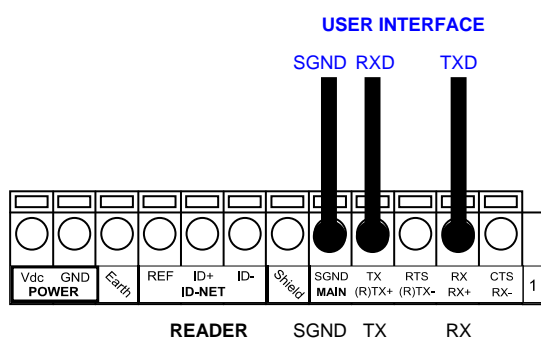 USER INTERFACE
SGND RXD TXD
Vdc GND Earth REF ID+ ID- Shield SGND TX RTS RX CTS 1
POWER ID-NET MAIN (R)TX+ (R)TX- RX+ RX-
READER SGND TX RX